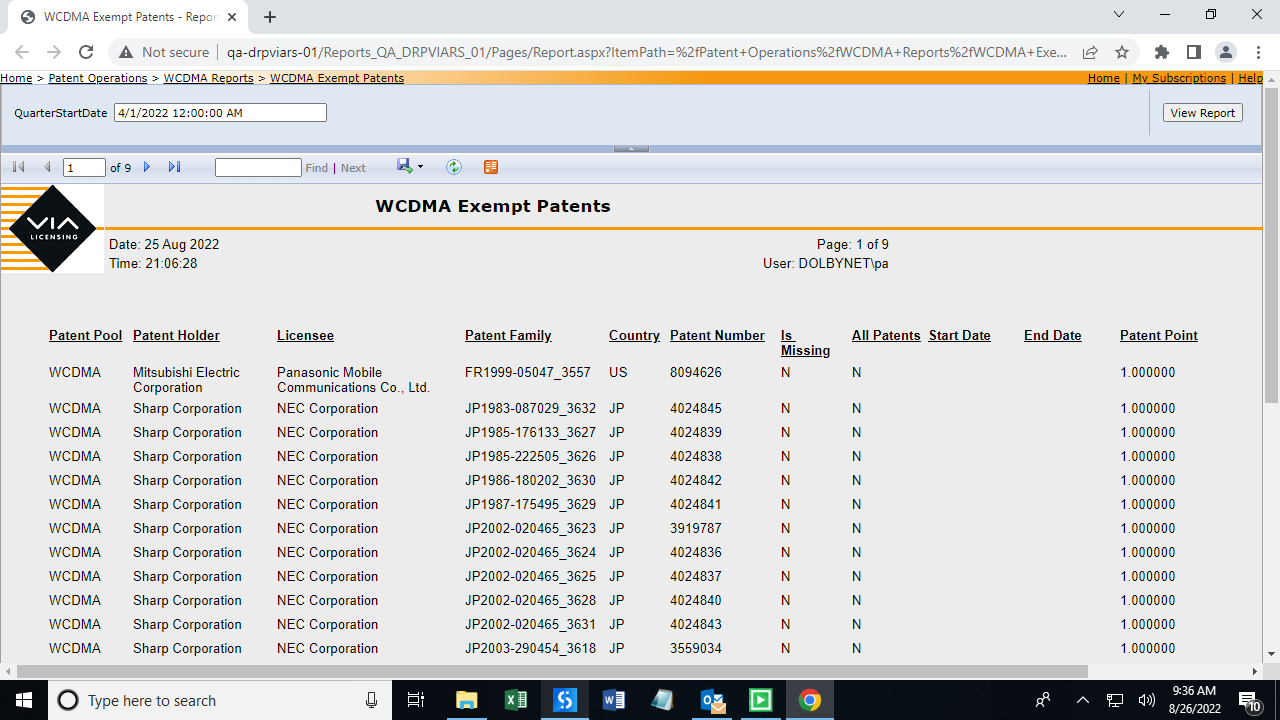 WCDMA Exempt Patents - Repor
Not secure
qa-drpviars-01/Reports_QA_DRPVIARS_01/Pages/Report.aspx?ItemPath=%2fPatent+Operations%2fWCDMA+Reports%2fWCDMA+Exe...
Home > Patent Operations > WCDMA Reports > WCDMA Exempt Patents
Home | My Subscriptions | Help
QuarterStartDate 4/1/2022 12:00:00 AM
View Report
1 of 9 Find | Next
VIA
LICENSING
WCDMA Exempt Patents
Date: 25 Aug 2022 Page: 1 of 9
Time: 21:06:28 User: DOLBYNET\pa
Patent Pool Patent Holder Licensee Patent Family Country Patent Number Is Missing All Patents Start Date End Date Patent Point
WCDMA Mitsubishi Electric Corporation Panasonic Mobile Communications Co., Ltd. FR1999-05047_3557 US 8094626 N N 1.000000
WCDMA Sharp Corporation NEC Corporation JP1983-087029_3632 JP 4024845 N N 1.000000
WCDMA Sharp Corporation NEC Corporation JP1985-176133_3627 JP 4024839 N N 1.000000
WCDMA Sharp Corporation NEC Corporation JP1985-222505_3626 JP 4024838 N N 1.000000
WCDMA Sharp Corporation NEC Corporation JP1986-180202_3630 JP 4024842 N N 1.000000
WCDMA Sharp Corporation NEC Corporation JP1987-175495_3629 JP 4024841 N N 1.000000
WCDMA Sharp Corporation NEC Corporation JP2002-020465_3623 JP 3919787 N N 1.000000
WCDMA Sharp Corporation NEC Corporation JP2002-020465_3624 JP 4024836 N N 1.000000
WCDMA Sharp Corporation NEC Corporation JP2002-020465_3625 JP 4024837 N N 1.000000
WCDMA Sharp Corporation NEC Corporation JP2002-020465_3628 JP 4024840 N N 1.000000
WCDMA Sharp Corporation NEC Corporation JP2002-020465_3631 JP 4024843 N N 1.000000
WCDMA Sharp Corporation NEC Corporation JP2003-290454_3618 JP 3559034 N N 1.000000
Type here to search
9:36 AM
8/26/2022
10